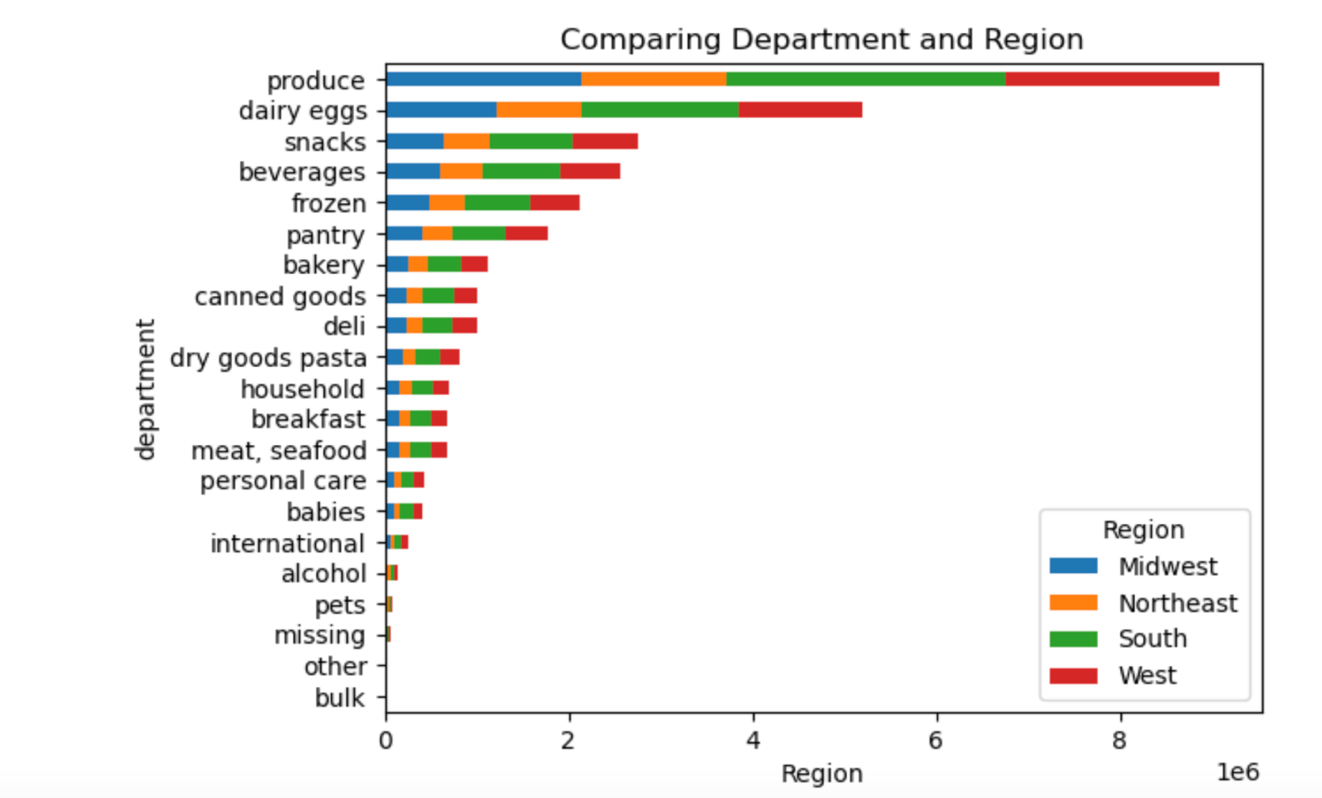 Comparing Department and Region
produce
dairy eggs
snacks
beverages
frozen
pantry
bakery
canned goods
deli
dry goods pasta
household
breakfast
meat, seafood
personal care
babies
international
alcohol
pets
missing
other
bulk
department
Region
Midwest
Northeast
South
West
0 2 4 6 8
1e6
Region